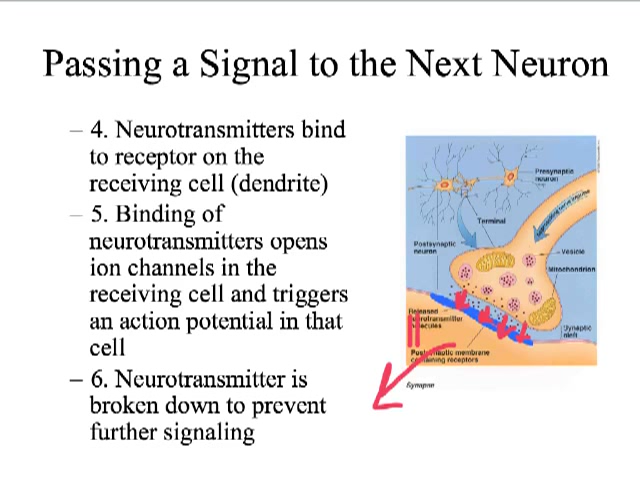 Passing a Signal to the Next Neuron
– 4. Neurotransmitters bind
to receptor on the
receiving cell (dendrite)
– 5. Binding of
neurotransmitters opens
ion channels in the
receiving cell and triggers
an action potential in that
cell
– 6. Neurotransmitter is
broken down to prevent
further signaling
Presynaptic
neuron
Terminal
Postsynaptic
neuron
Vesicle
Mitochondrion
Released
neurotransmitter
molecules
Synaptic
cleft
Postsynaptic membrane
containing receptors
Synapse